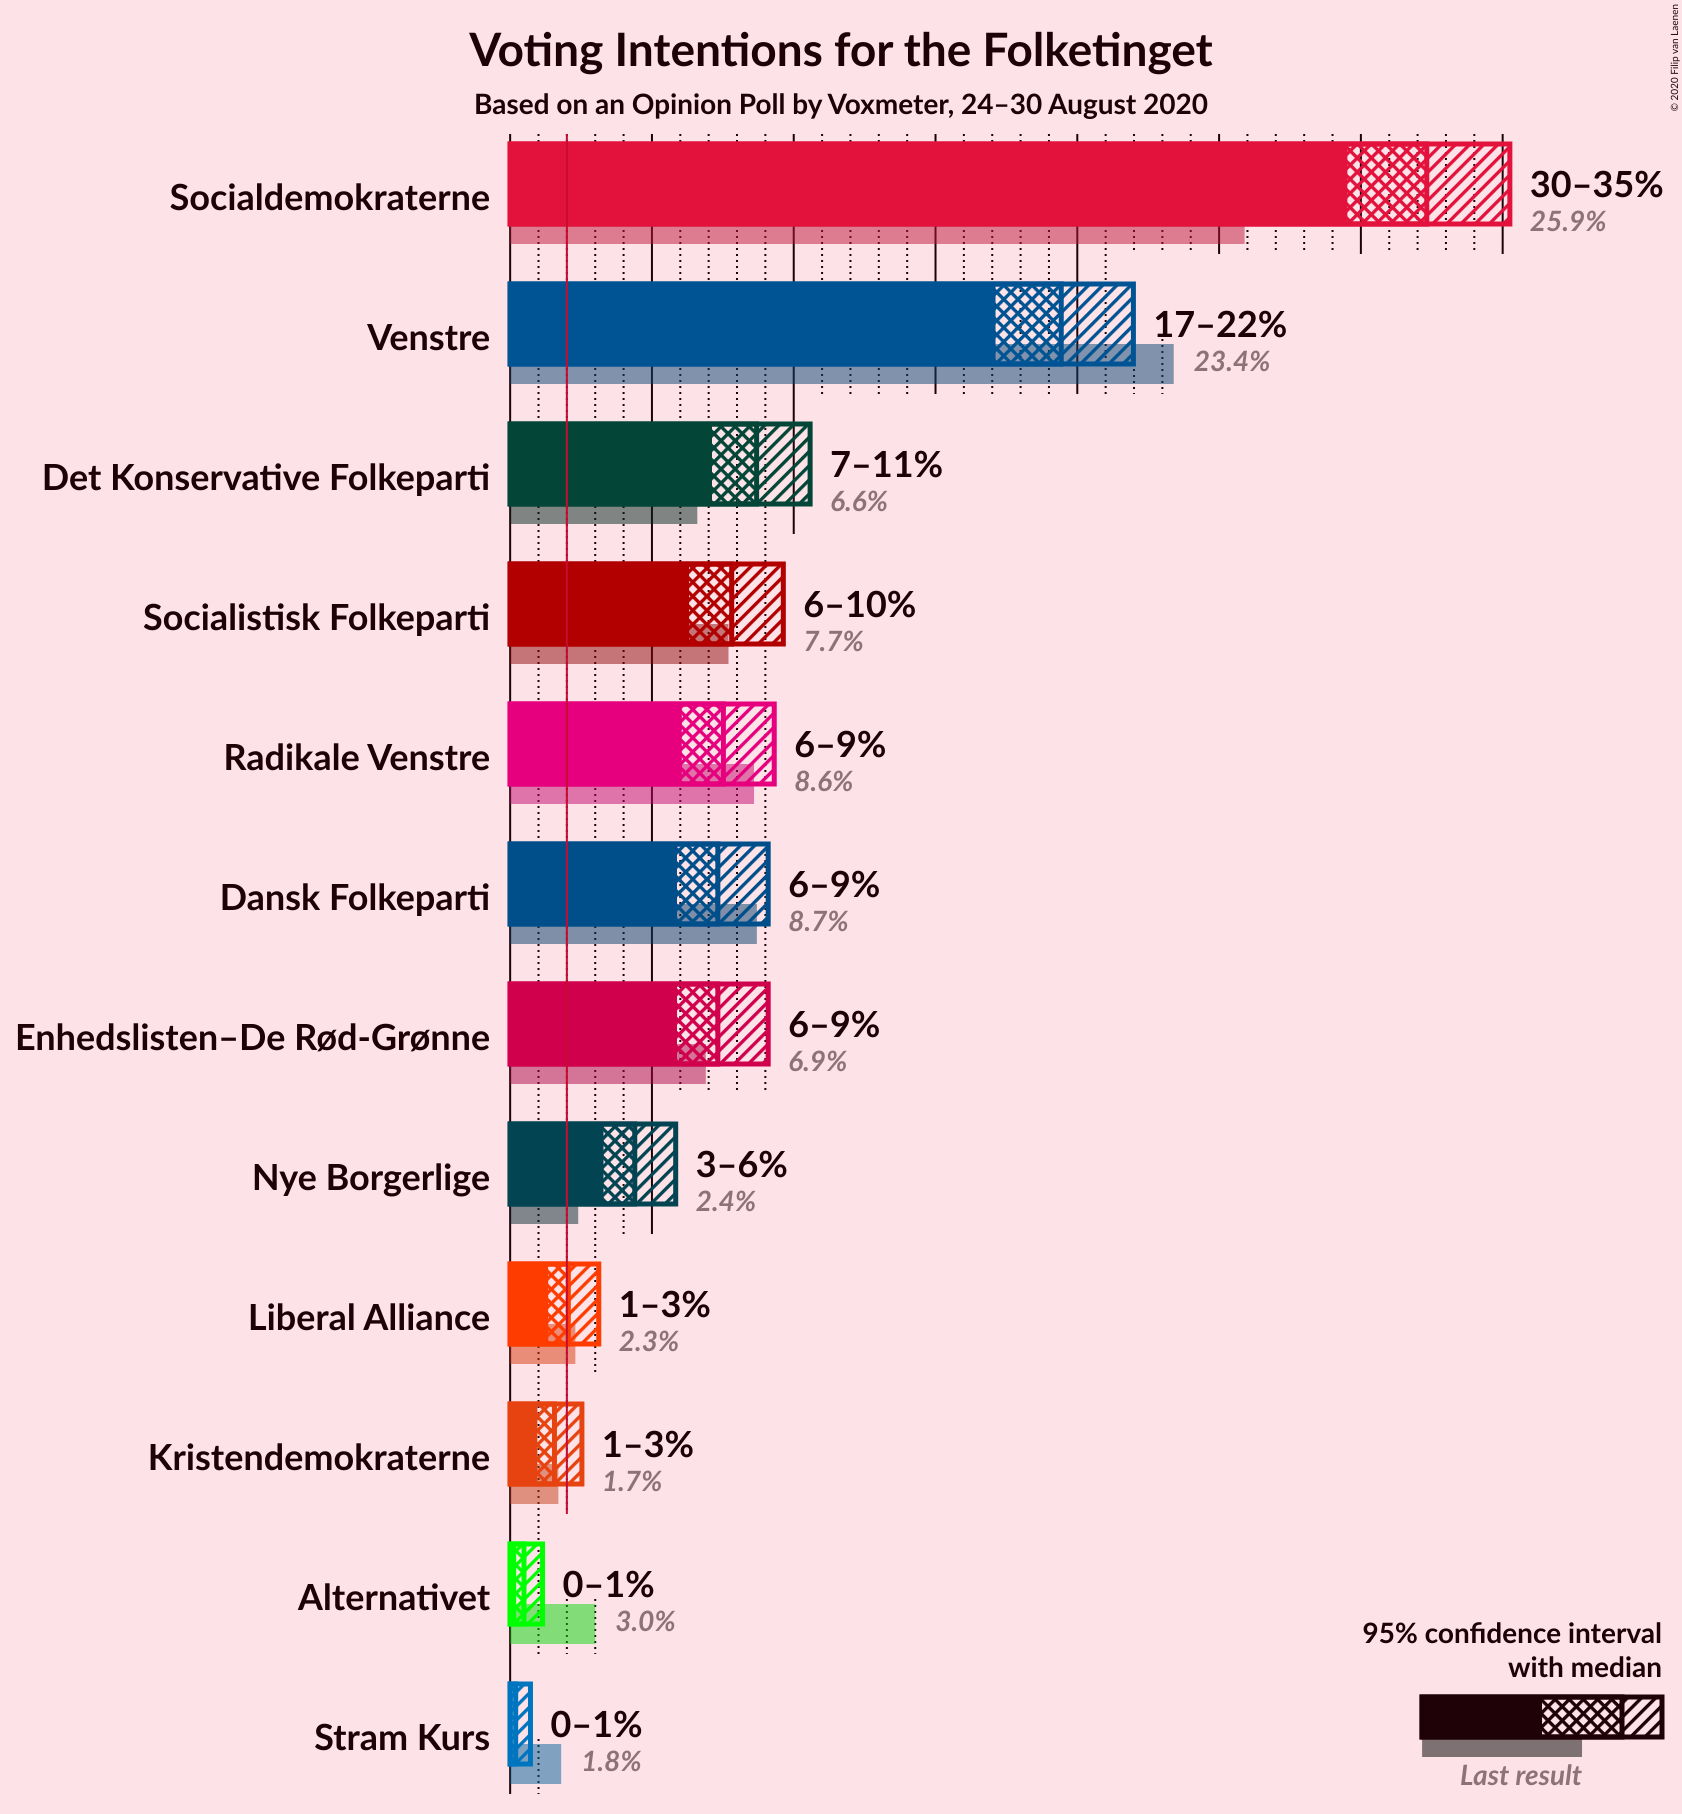 Voting Intentions for the Folketinget
Based on an Opinion Poll by Voxmeter, 24–30 August 2020
© 2020 Filip van Laenen
Socialdemokraterne
30–35%
25.9%
Venstre
17–22%
23.4%
Det Konservative Folkeparti
7–11%
6.6%
Socialistisk Folkeparti
6–10%
7.7%
Radikale Venstre
6–9%
8.6%
Dansk Folkeparti
6–9%
8.7%
Enhedslisten–De Rød-Grønne
6–9%
6.9%
Nye Borgerlige
3–6%
2.4%
Liberal Alliance
1–3%
2.3%
Kristendemokraterne
1–3%
1.7%
Alternativet
0–1%
3.0%
Stram Kurs
0–1%
1.8%
95% confidence interval
with median
Last result